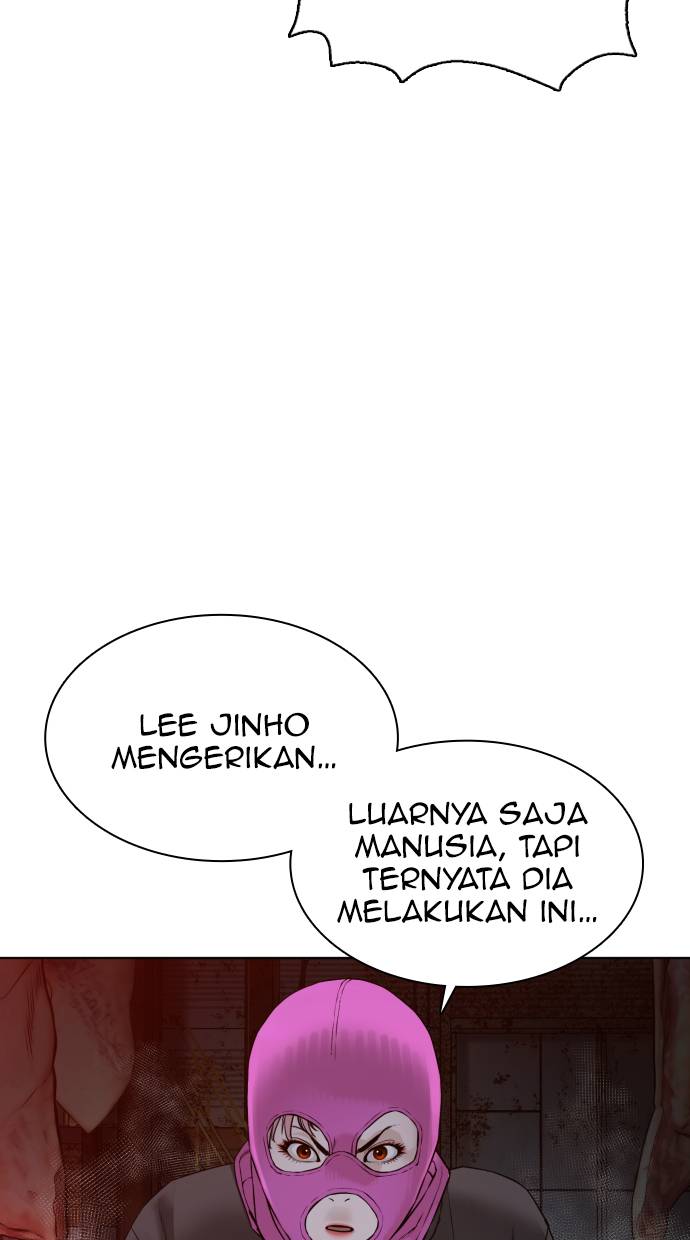 LEE JINHO
MENGERIKAN...
LUARNYA SAJA
MANUSIA, TAPI
TERNYATA DIA
MELAKUKAN INI...